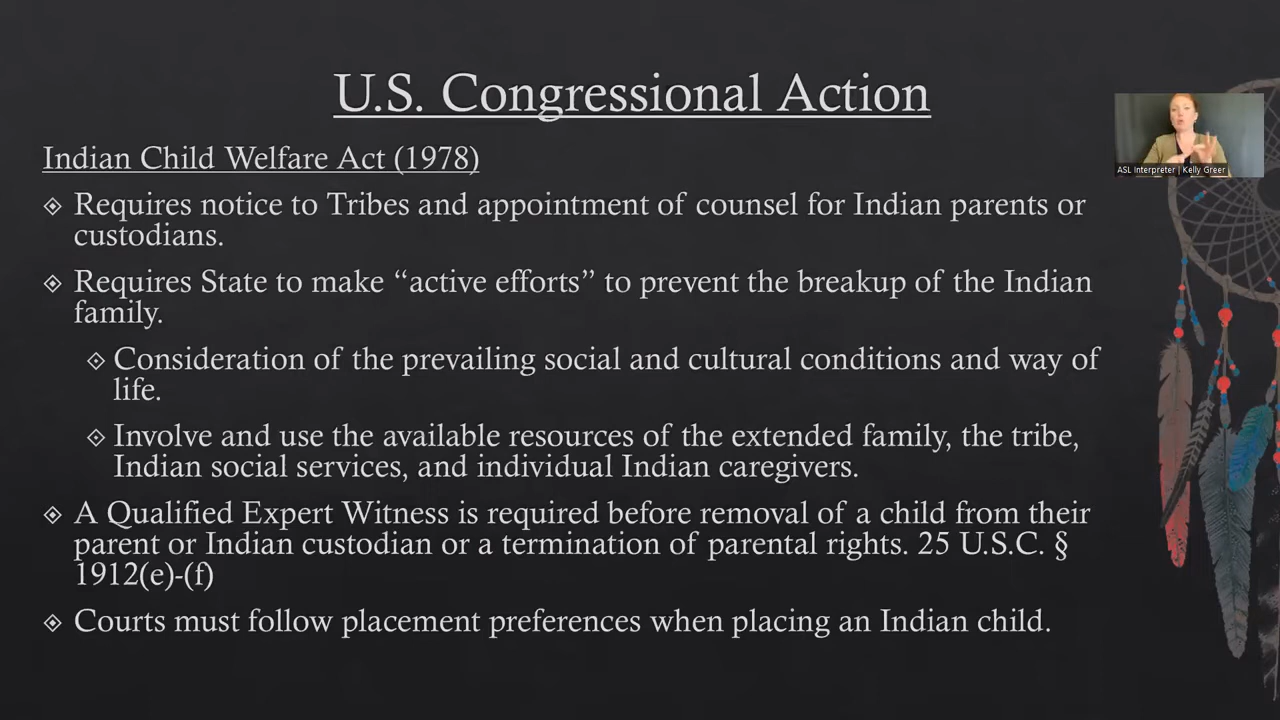 U.S. Congressional Action
Indian Child Welfare Act (1978)
Requires notice to Tribes and appointment of counsel for Indian parents or
custodians.
Requires State to make “active efforts” to prevent the breakup of the Indian
family.
Consideration of the prevailing social and cultural conditions and way of
life.
Involve and use the available resources of the extended family, the tribe,
Indian social services, and individual Indian caregivers.
A Qualified Expert Witness is required before removal of a child from their
parent or Indian custodian or a termination of parental rights. 25 U.S.C. §
1912(e)-(f)
Courts must follow placement preferences when placing an Indian child.
ASL Interpreter | Kelly Greer